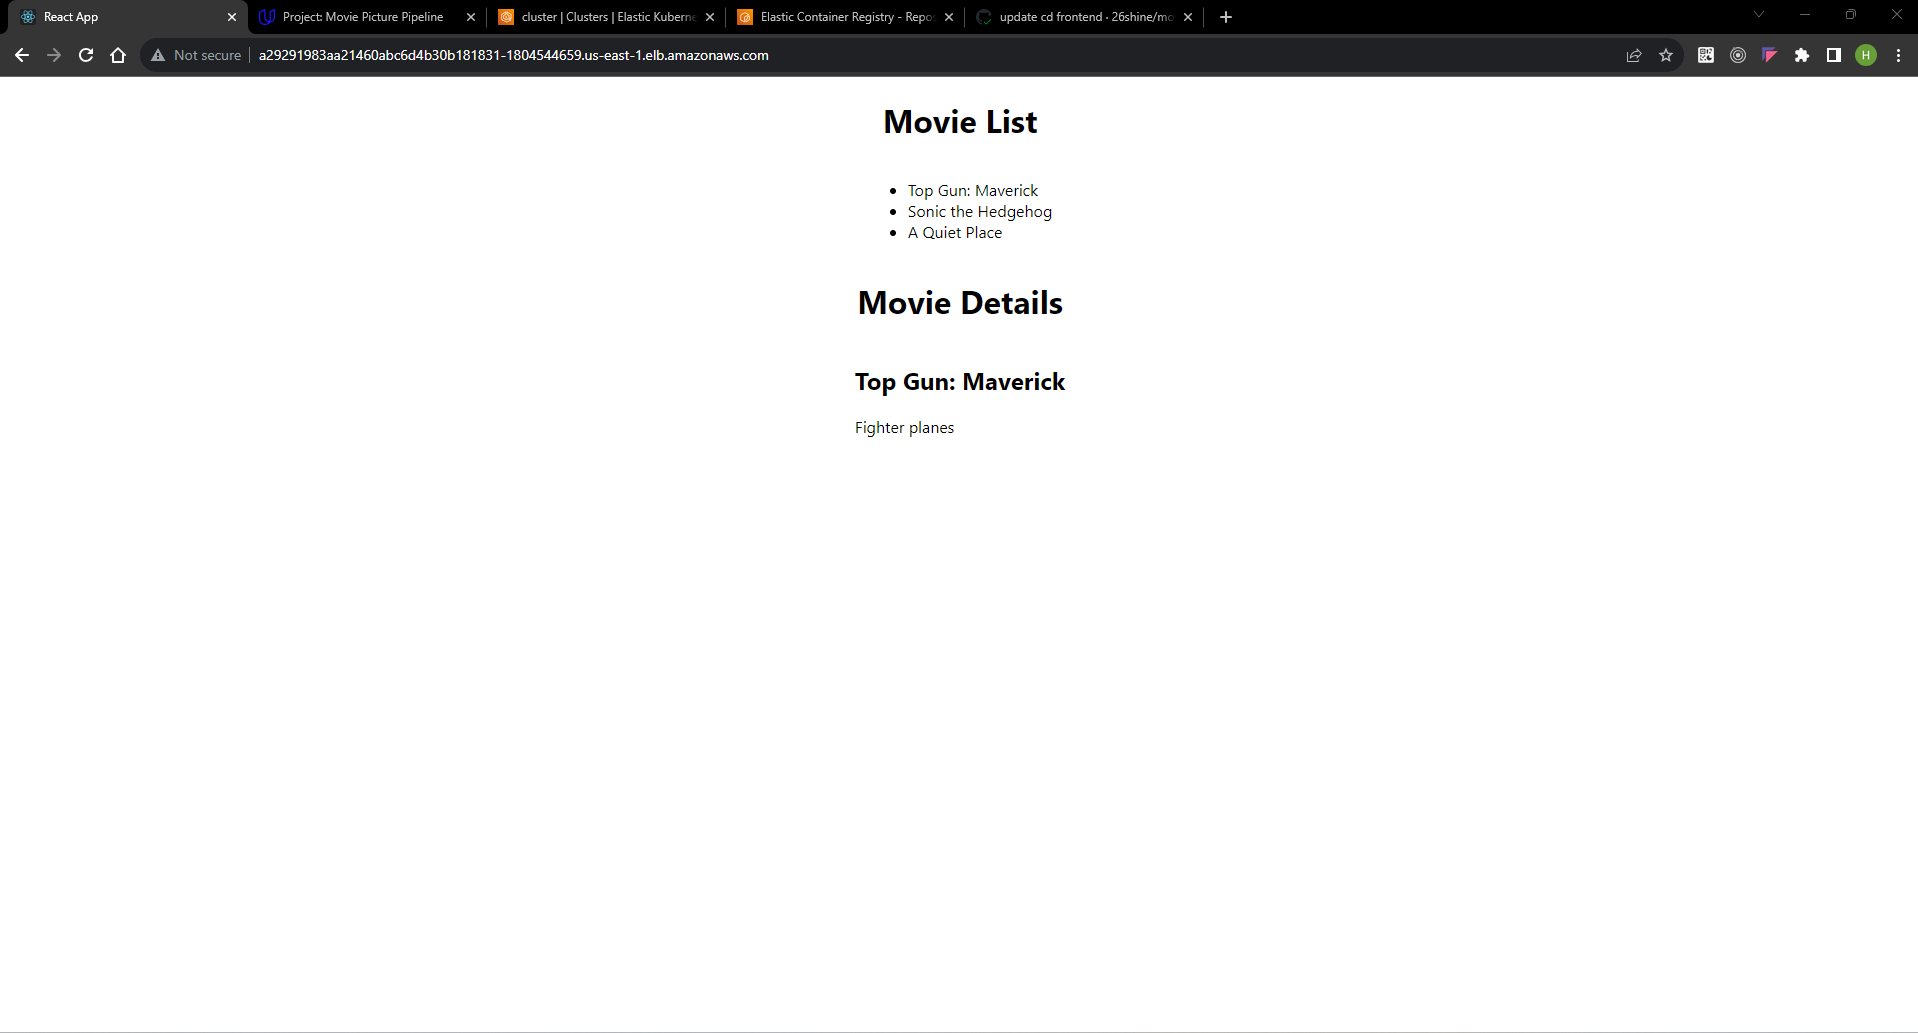 React App
Project: Movie Picture Pipeline
cluster | Clusters | Elastic Kuberne
Elastic Container Registry - Repos
update cd frontend · 26shine/mo
Not secure
a29291983aa21460abc6d4b30b181831-1804544659.us-east-1.elb.amazonaws.com
H
Movie List
Top Gun: Maverick
Sonic the Hedgehog
A Quiet Place
Movie Details
Top Gun: Maverick
Fighter planes